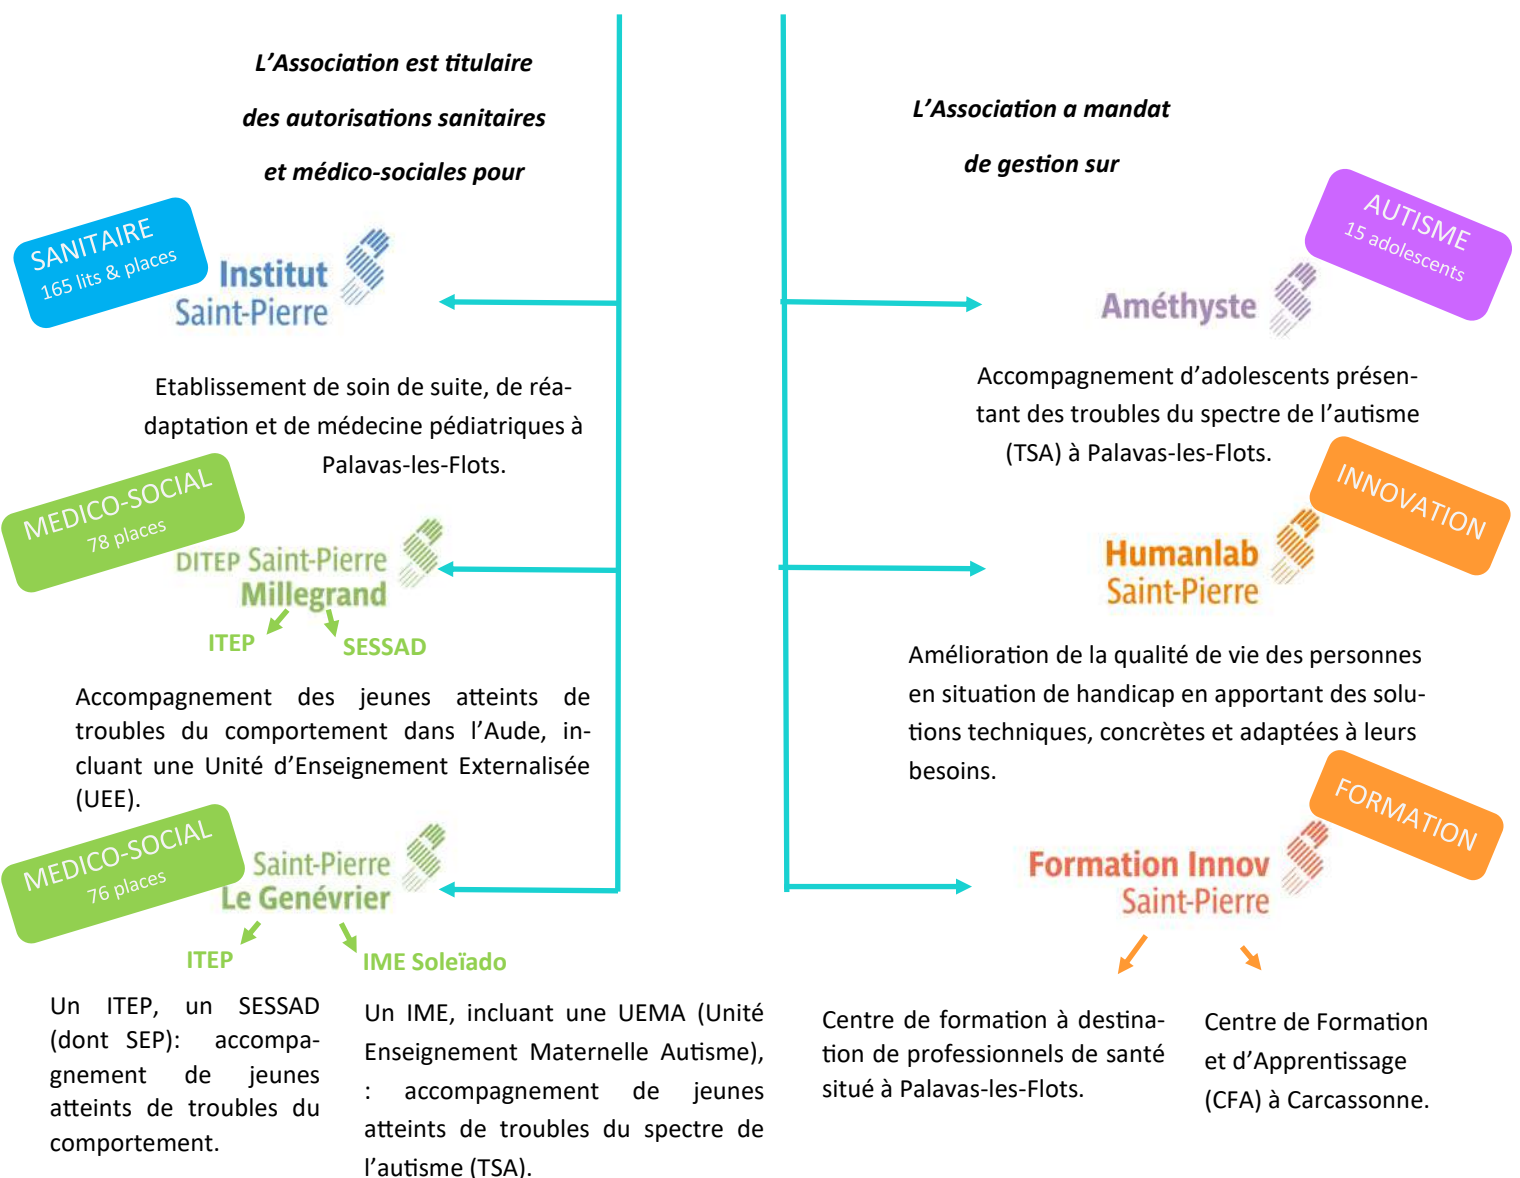 L’Association est titulaire
des autorisations sanitaires
et médico-sociales pour
SANITAIRE
165 lits & places
Institut
Saint-Pierre
Etablissement de soin de suite, de réa-
daptation et de médecine pédiatriques à
Palavas-les-Flots.
MEDICO-SOCIAL
78 places
DITEP Saint-Pierre
Millegrand
ITEP
SESSAD
Accompagnement des jeunes atteints de
troubles du comportement dans l’Aude, in-
cluant une Unité d’Enseignement Externalisée
(UEE).
MEDICO-SOCIAL
76 places
Saint-Pierre
Le Genévrier
ITEP
IME Soleïado
Un ITEP, un SESSAD
(dont SEP): accompa-
gnement de jeunes
atteints de troubles du
comportement.
Un IME, incluant une UEMA (Unité
Enseignement Maternelle Autisme),
: accompagnement de jeunes
atteints de troubles du spectre de
l’autisme (TSA).
L’Association a mandat
de gestion sur
AUTISME
15 adolescents
Améthyste
Accompagnement d’adolescents présen-
tant des troubles du spectre de l’autisme
(TSA) à Palavas-les-Flots.
INNOVATION
Humanlab
Saint-Pierre
Amélioration de la qualité de vie des personnes
en situation de handicap en apportant des solu-
tions techniques, concrètes et adaptées à leurs
besoins.
FORMATION
Formation Innov
Saint-Pierre
Centre de formation à destina-
tion de professionnels de santé
situé à Palavas-les-Flots.
Centre de Formation
et d’Apprentissage
(CFA) à Carcassonne.